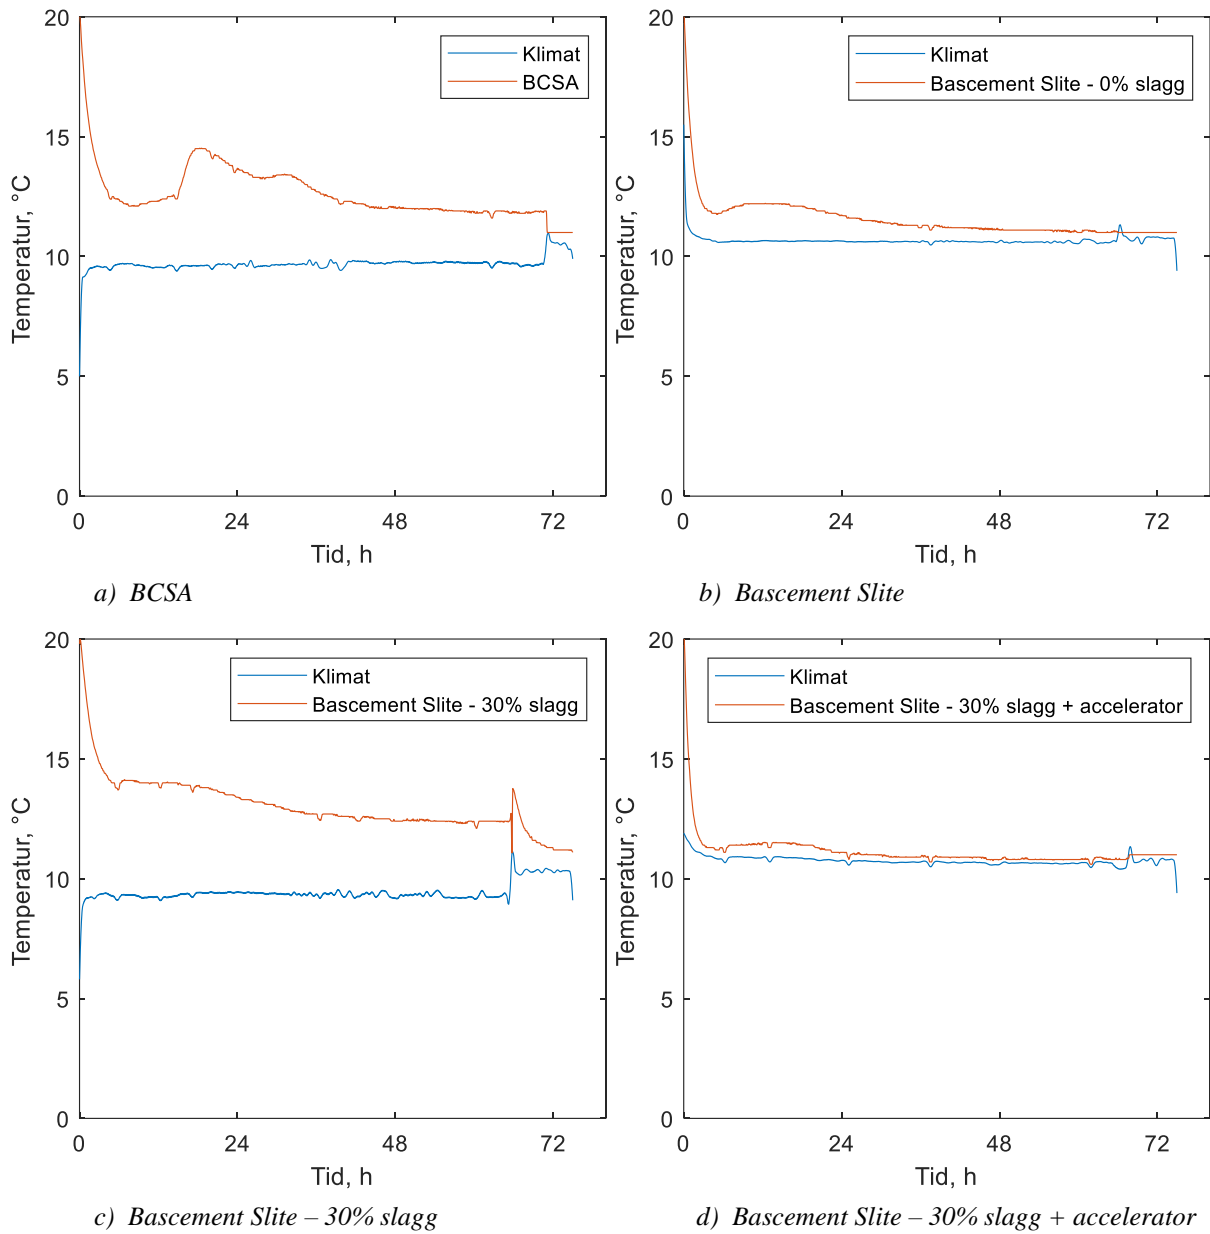 20
15
10
5
0
Temperatur, °C
Klimat
BCSA
0 24 48 72
Tid, h
a) BCSA
20
15
10
5
0
Temperatur, °C
Klimat
Bascement Slite - 0% slagg
0 24 48 72
Tid, h
b) Bascement Slite
20
15
10
5
0
Temperatur, °C
Klimat
Bascement Slite - 30% slagg
0 24 48 72
Tid, h
c) Bascement Slite – 30% slagg
20
15
10
5
0
Temperatur, °C
Klimat
Bascement Slite - 30% slagg + accelerator
0 24 48 72
Tid, h
d) Bascement Slite – 30% slagg + accelerator